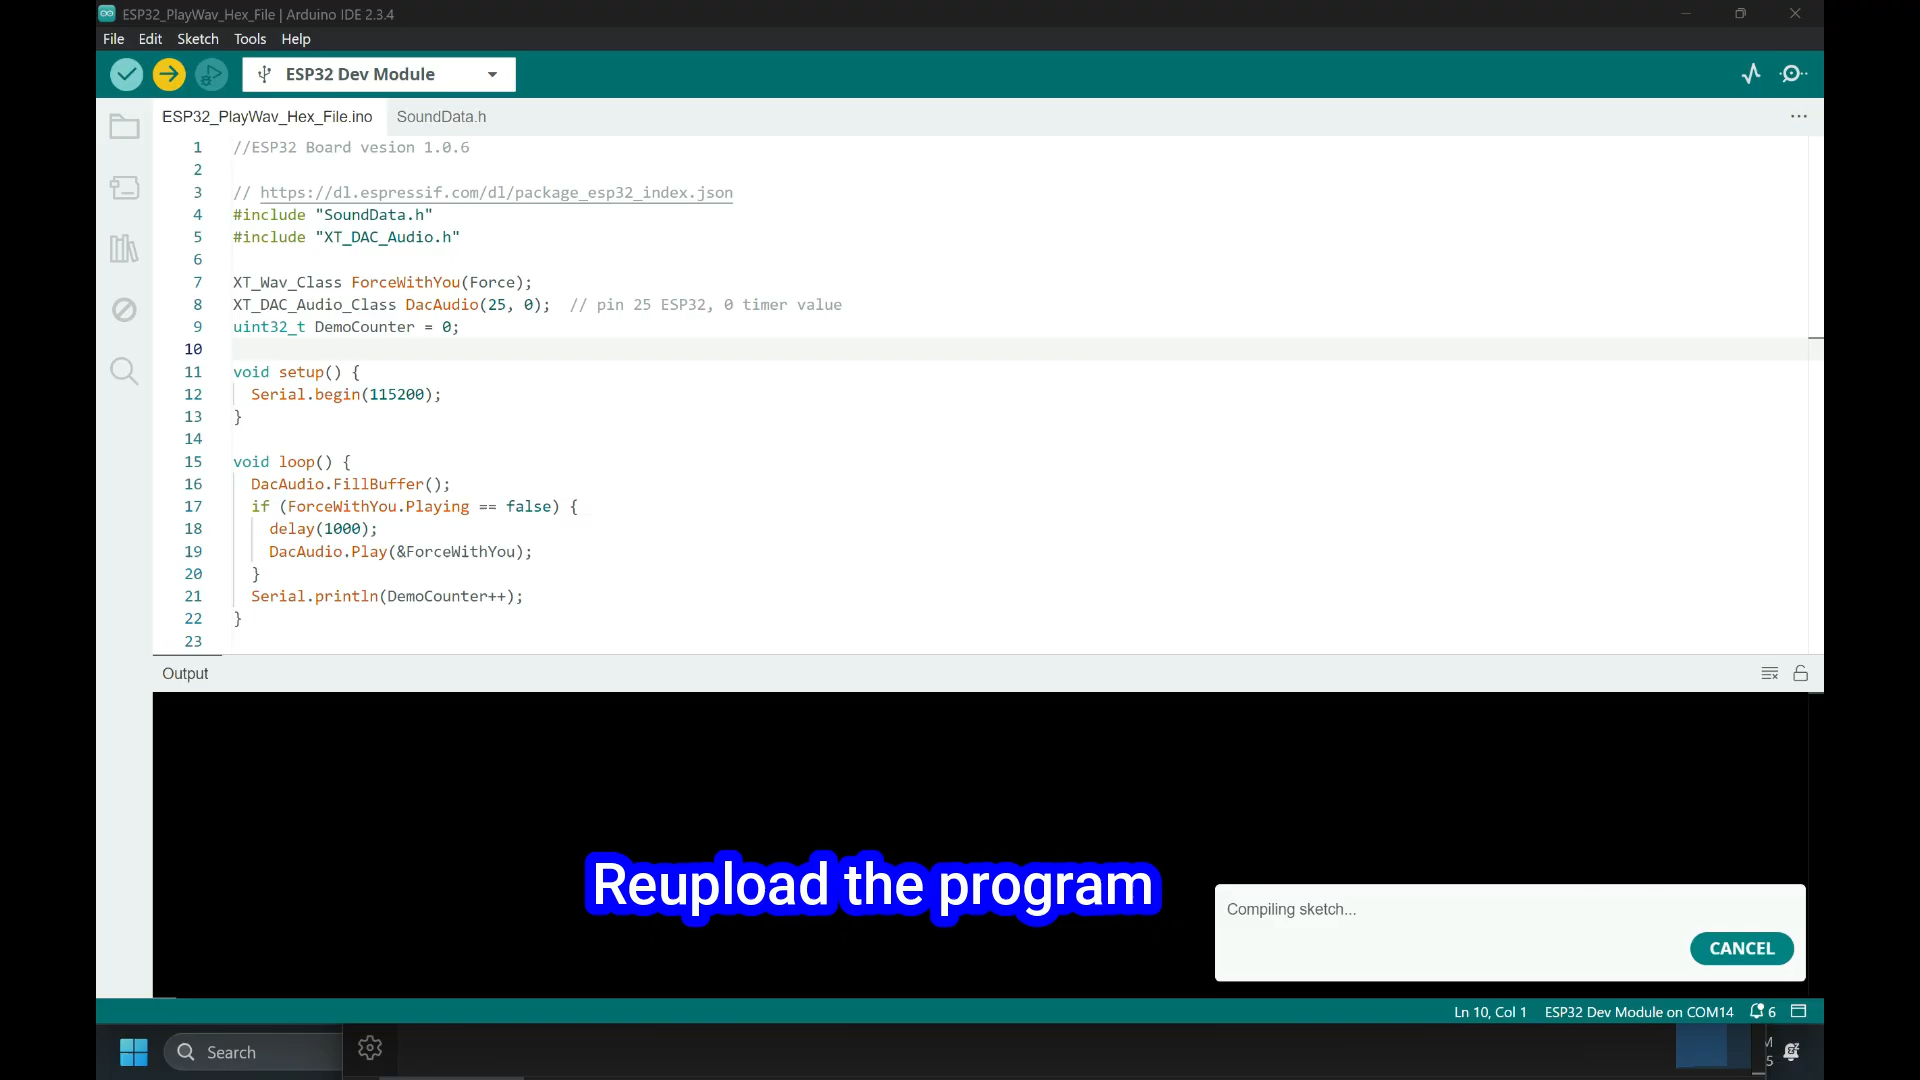 ESP32_PlayWav_Hex_File | Arduino IDE 2.3.4
File Edit Sketch Tools Help
ESP32 Dev Module
ESP32_PlayWav_Hex_File.ino SoundData.h
1 //ESP32 Board vesion 1.0.6
2
3 // https://dl.espressif.com/dl/package_esp32_index.json
4 #include "SoundData.h"
5 #include "XT_DAC_Audio.h"
6
7 XT_Wav_Class ForceWithYou(Force);
8 XT_DAC_Audio_Class DacAudio(25, 0);  // pin 25 ESP32, 0 timer value
9 uint32_t DemoCounter = 0;
10
11 void setup() {
12   Serial.begin(115200);
13 }
14
15 void loop() {
16   DacAudio.FillBuffer();
17   if (ForceWithYou.Playing == false) {
18     delay(1000);
19     DacAudio.Play(&ForceWithYou);
20   }
21   Serial.println(DemoCounter++);
22 }
23
Output
Reupload the program
Compiling sketch...
CANCEL
Ln 10, Col 1 ESP32 Dev Module on COM14 6
Search
M
5